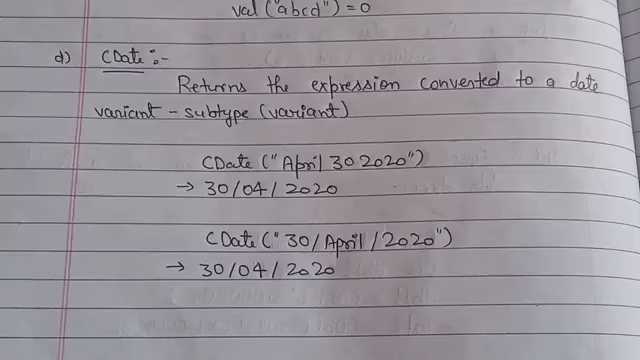 val ("abcd") = 0
d) CDate :-
Returns the expression converted to a date
variant - subtype (variant)
CDate ("April 30 2020")
→ 30/04/2020
CDate (" 30/April/2020")
→ 30/04/2020